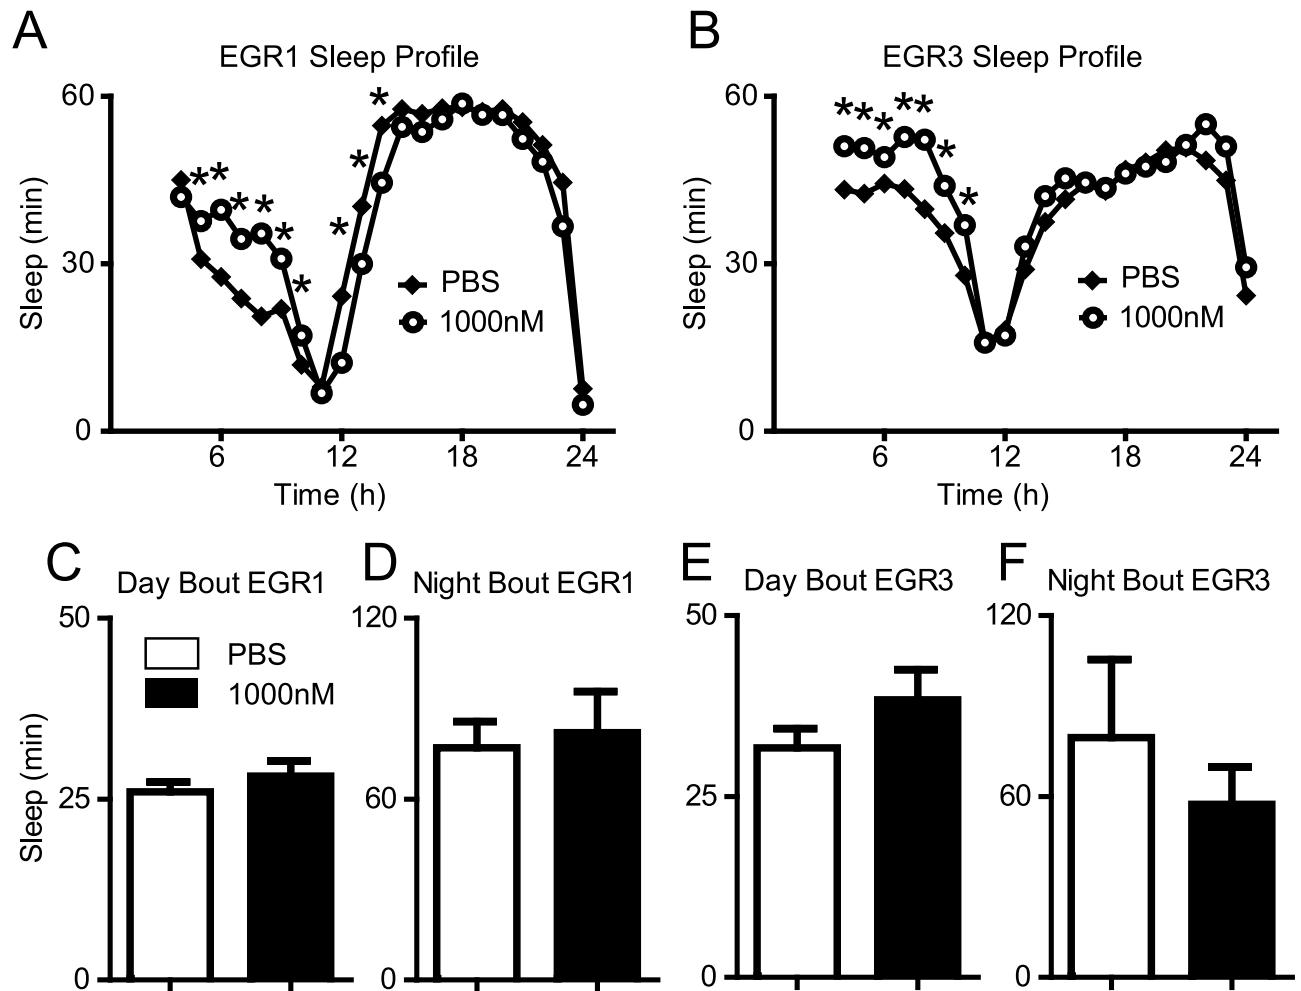 A
EGR1 Sleep Profile
60
30
0
Sleep (min)
* * * * * * * * *
PBS
1000nM
6 12 18 24
Time (h)
B
EGR3 Sleep Profile
60
30
0
Sleep (min)
* * * * * * *
PBS
1000nM
6 12 18 24
Time (h)
C
Day Bout EGR1
50
25
0
Sleep (min)
PBS
1000nM
D
Night Bout EGR1
120
60
0
E
Day Bout EGR3
50
25
0
F
Night Bout EGR3
120
60
0